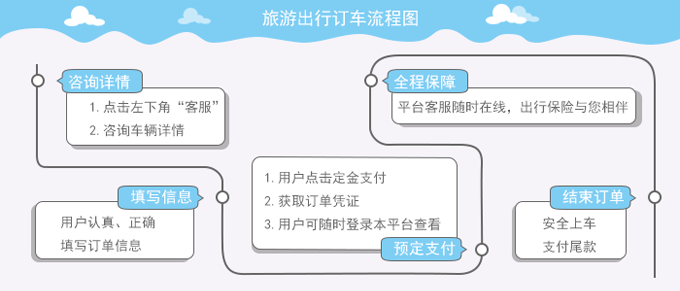 旅游出行订车流程图
咨询详情
1. 点击左下角“客服”
2. 咨询车辆详情
填写信息
用户认真、正确
填写订单信息
1. 用户点击定金支付
2. 获取订单凭证
3. 用户可随时登录本平台查看
预定支付
全程保障
平台客服随时在线，出行保险与您相伴
结束订单
安全上车
支付尾款